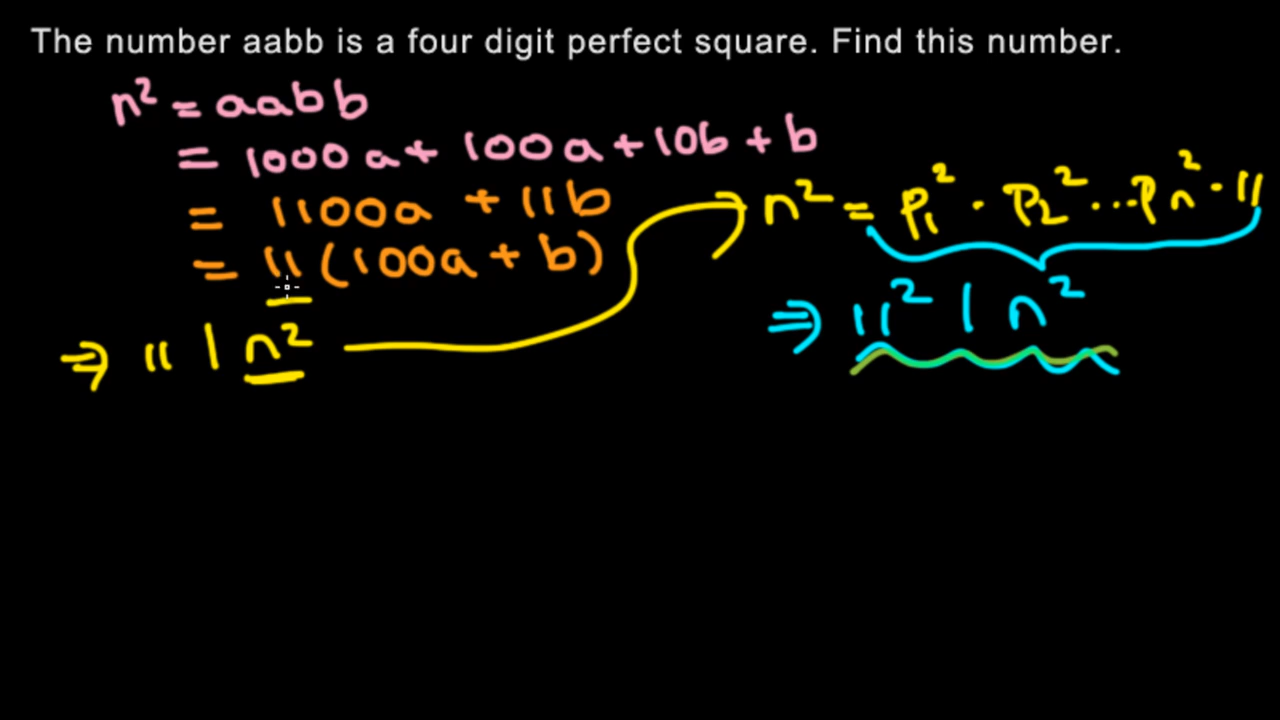 The number aabb is a four digit perfect square. Find this number.
n² = aabb
= 1000a + 100a + 10b + b
= 1100a + 11b
= 11(100a + b)
⇒ 11 | n²
n² = p₁² · p₂² ... pₙ² · 11
⇒ 11² | n²